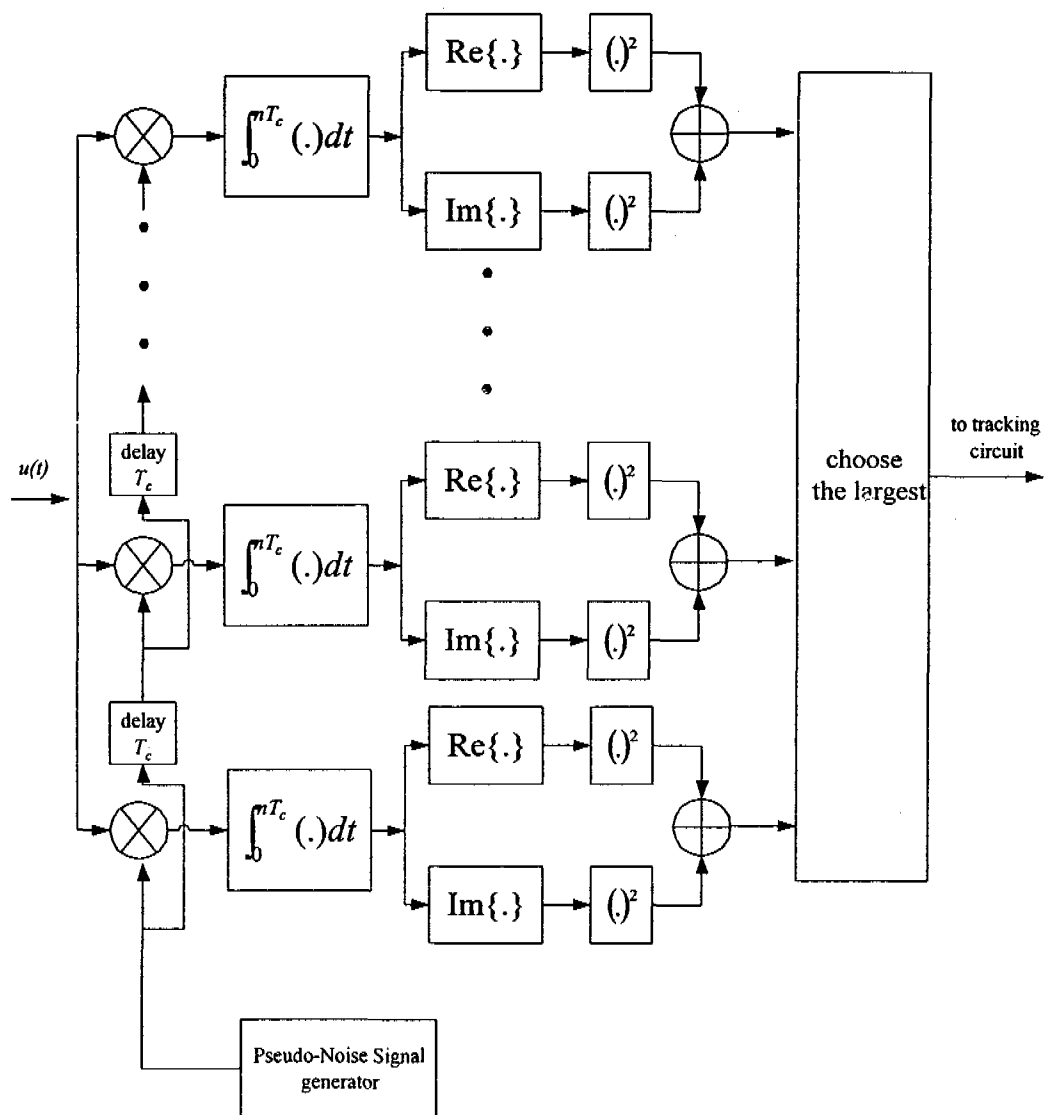 Re{.}
(.)²
∫₀^{nT_c} (.)dt
Im{.}
(.)²
u(t)
delay
T_c
Re{.}
(.)²
∫₀^{nT_c} (.)dt
Im{.}
(.)²
choose
the largest
to tracking
circuit
delay
T_c
Re{.}
(.)²
∫₀^{nT_c} (.)dt
Im{.}
(.)²
Pseudo-Noise Signal
generator